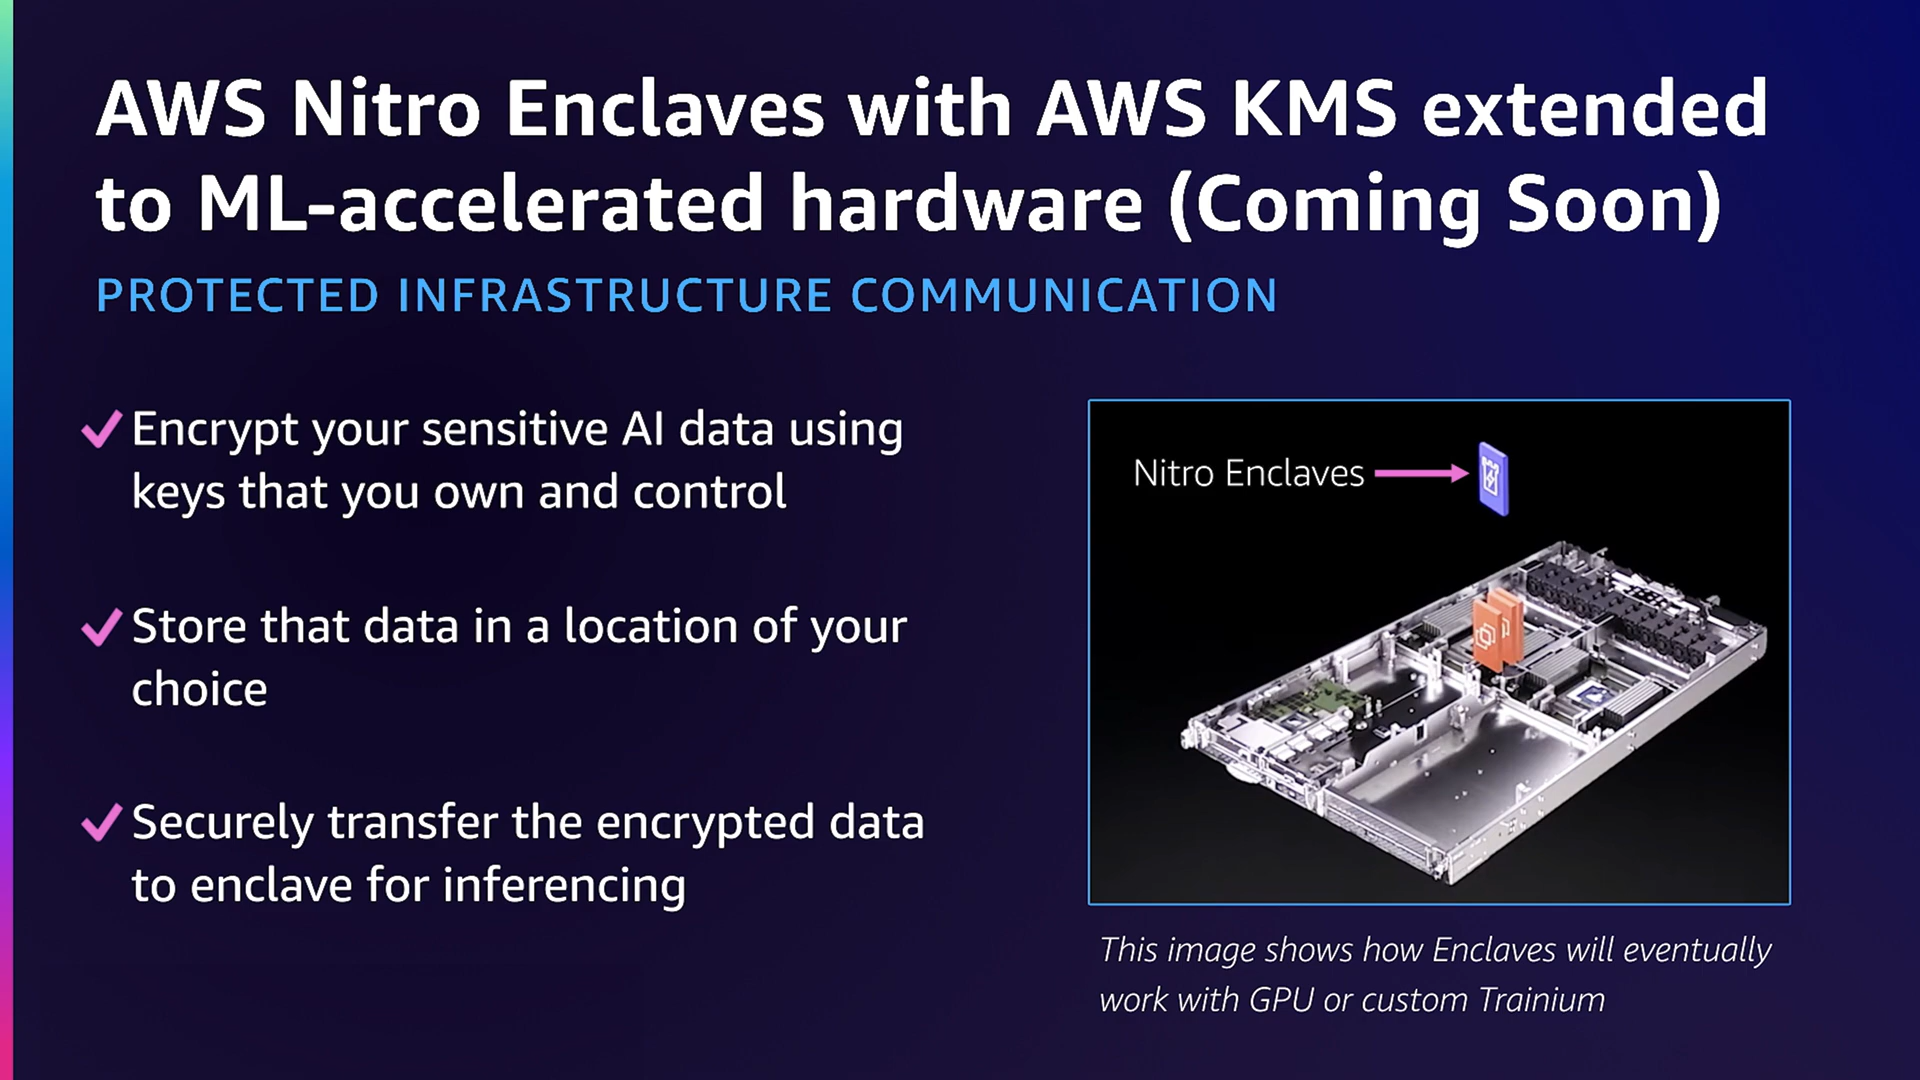 AWS Nitro Enclaves with AWS KMS extended
to ML-accelerated hardware (Coming Soon)
PROTECTED INFRASTRUCTURE COMMUNICATION
Encrypt your sensitive AI data using
keys that you own and control
Store that data in a location of your
choice
Securely transfer the encrypted data
to enclave for inferencing
Nitro Enclaves
This image shows how Enclaves will eventually
work with GPU or custom Trainium